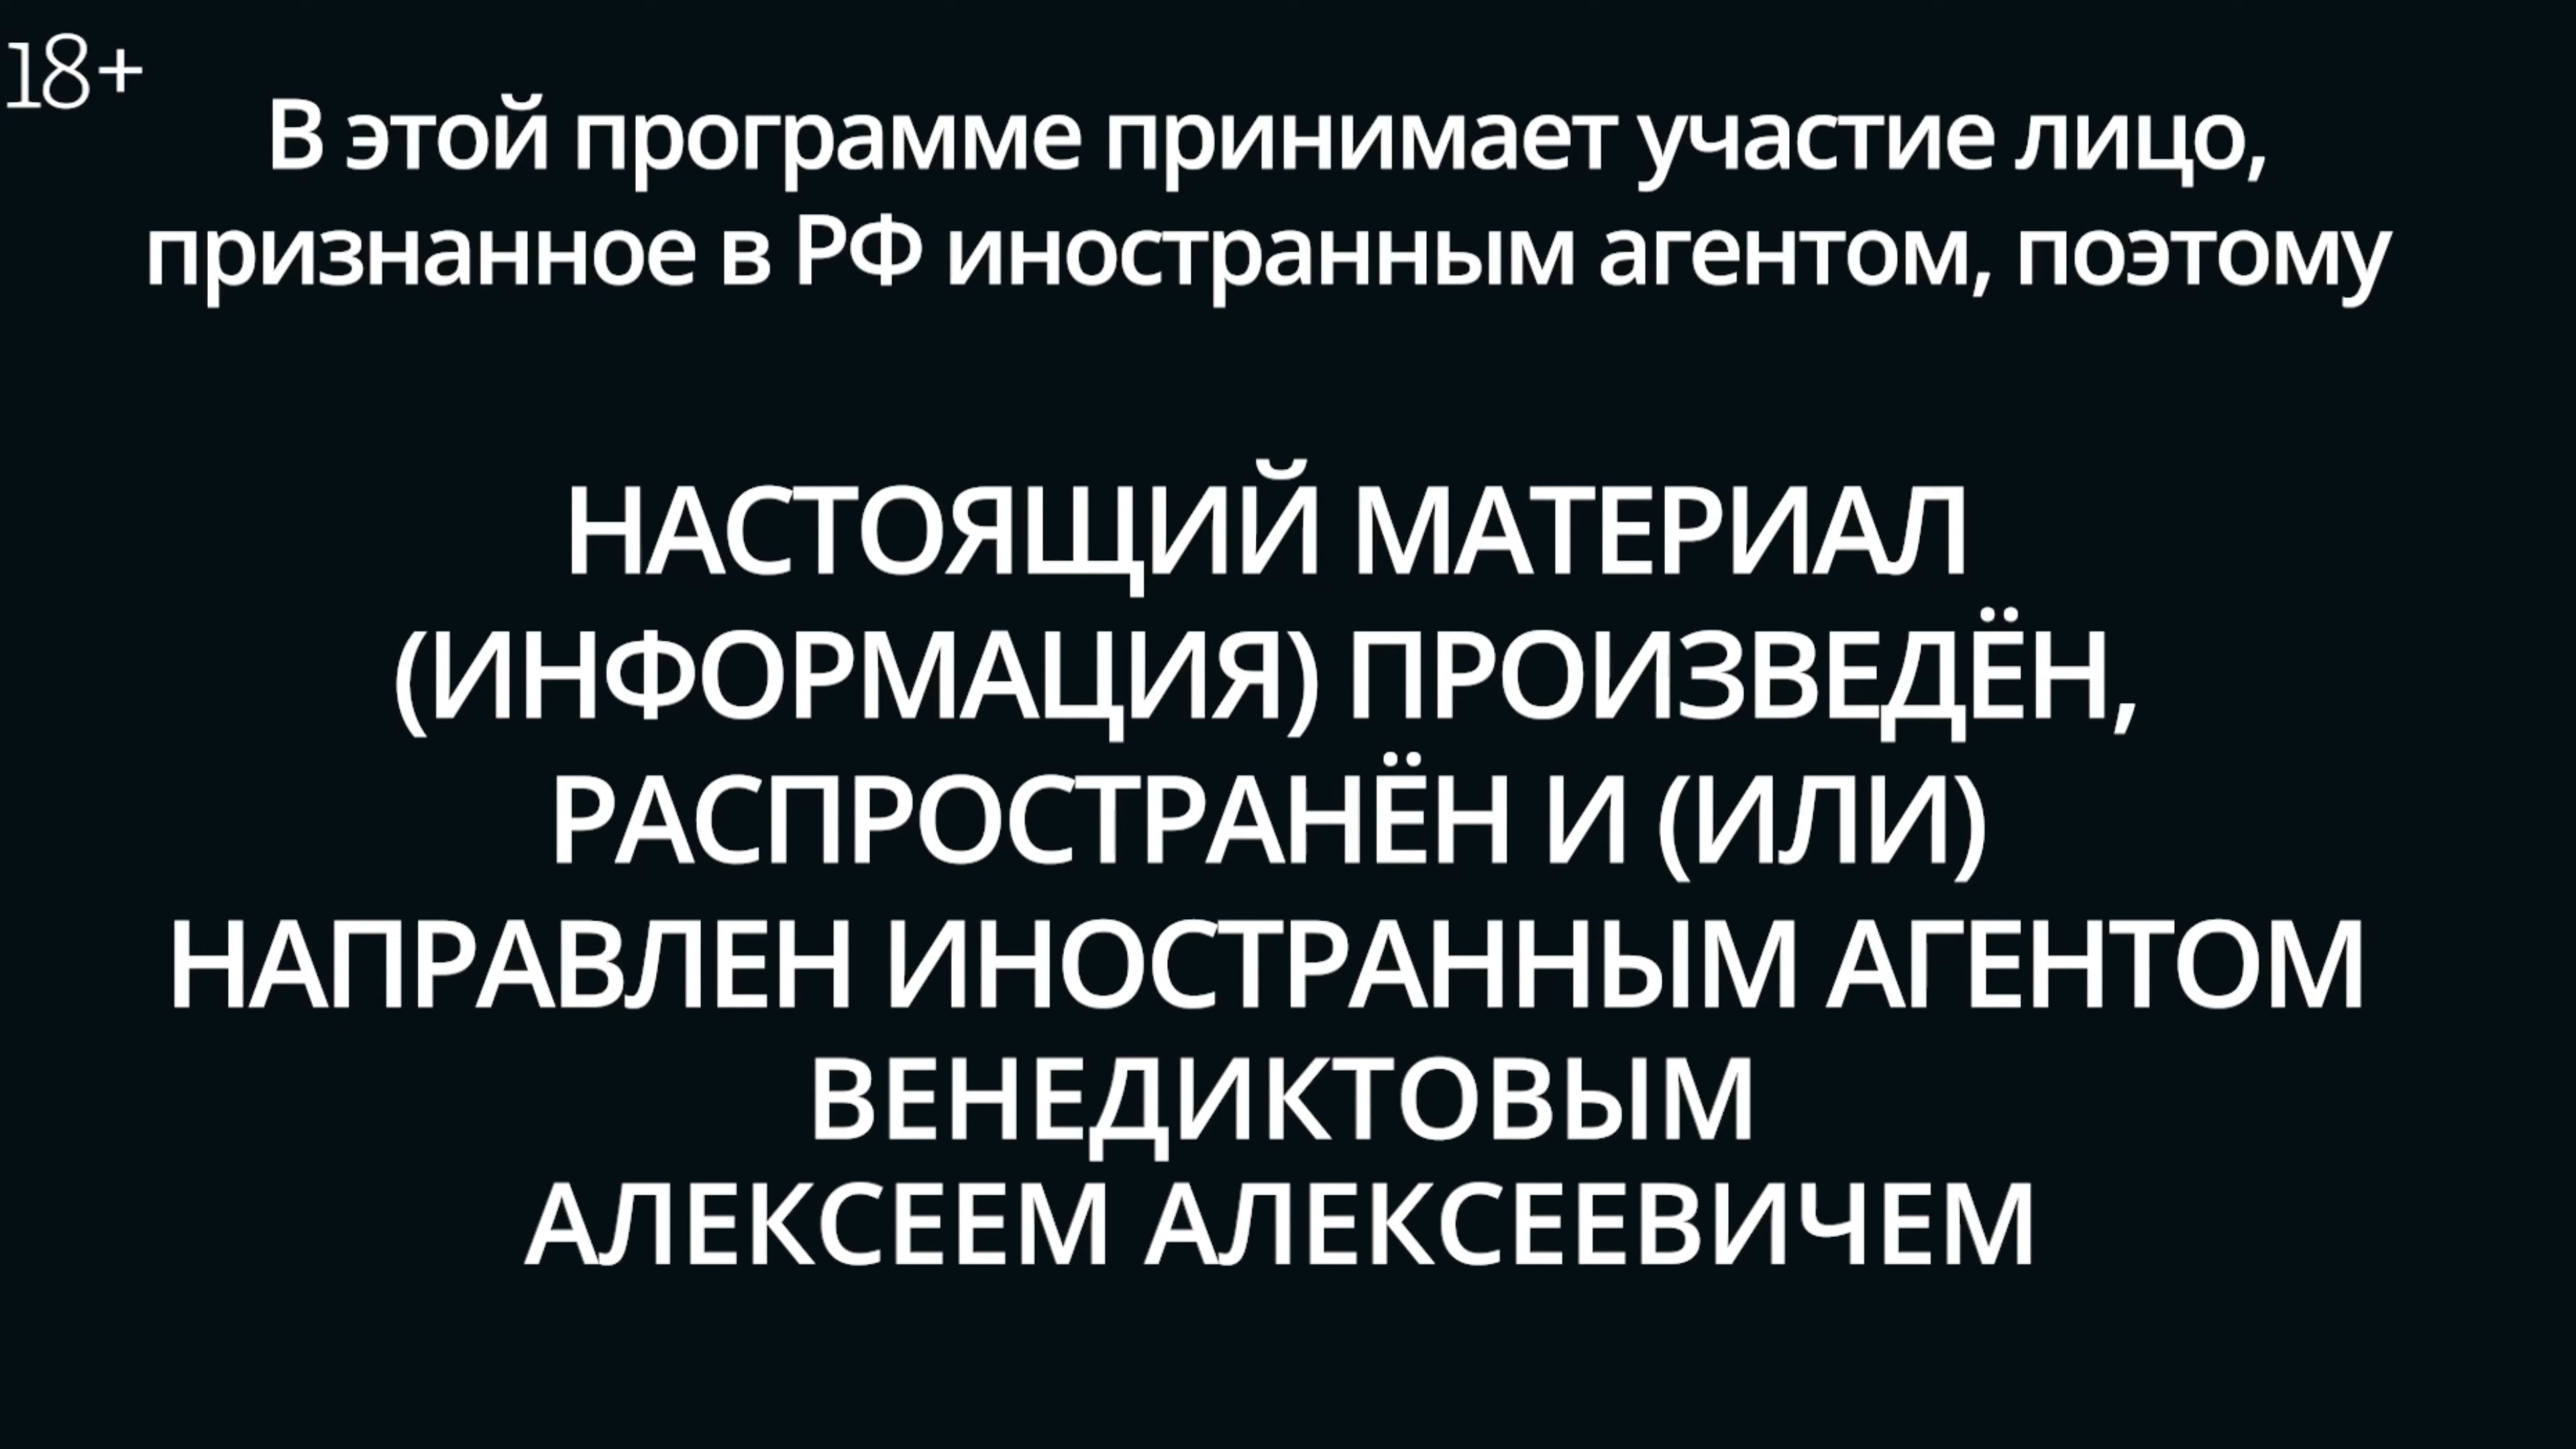 18+
В этой программе принимает участие лицо,
признанное в РФ иностранным агентом, поэтому
НАСТОЯЩИЙ МАТЕРИАЛ
(ИНФОРМАЦИЯ) ПРОИЗВЕДЁН,
РАСПРОСТРАНЁН И (ИЛИ)
НАПРАВЛЕН ИНОСТРАННЫМ АГЕНТОМ
ВЕНЕДИКТОВЫМ
АЛЕКСЕЕМ АЛЕКСЕЕВИЧЕМ